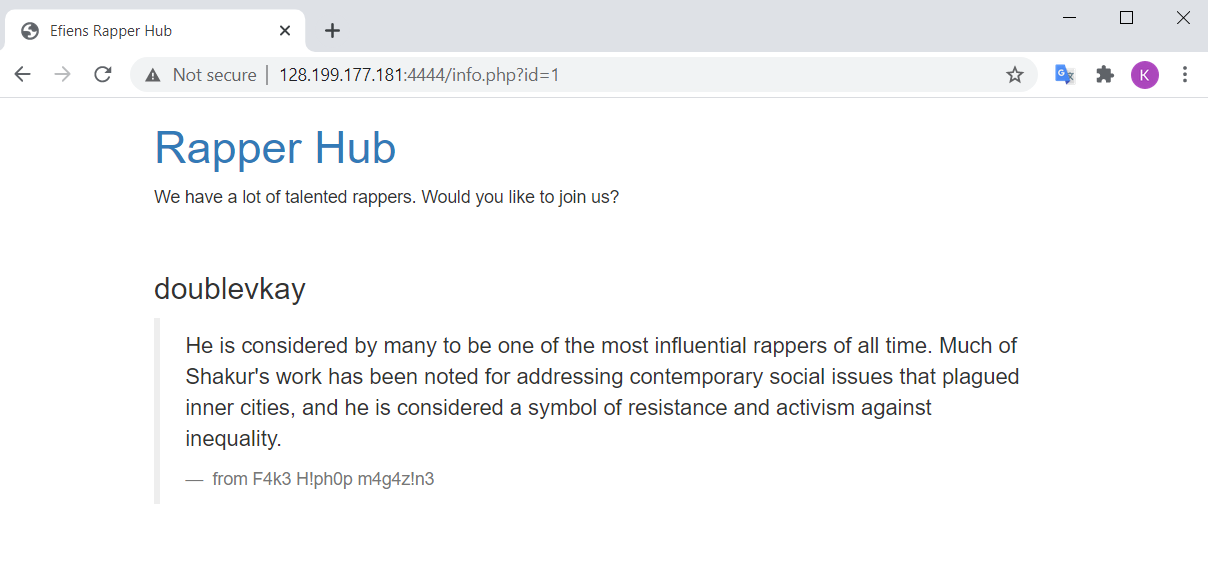 Efiens Rapper Hub
Not secure | 128.199.177.181:4444/info.php?id=1
K
Rapper Hub
We have a lot of talented rappers. Would you like to join us?
doublevkay
He is considered by many to be one of the most influential rappers of all time. Much of
Shakur's work has been noted for addressing contemporary social issues that plagued
inner cities, and he is considered a symbol of resistance and activism against
inequality.
— from F4k3 H!ph0p m4g4z!n3